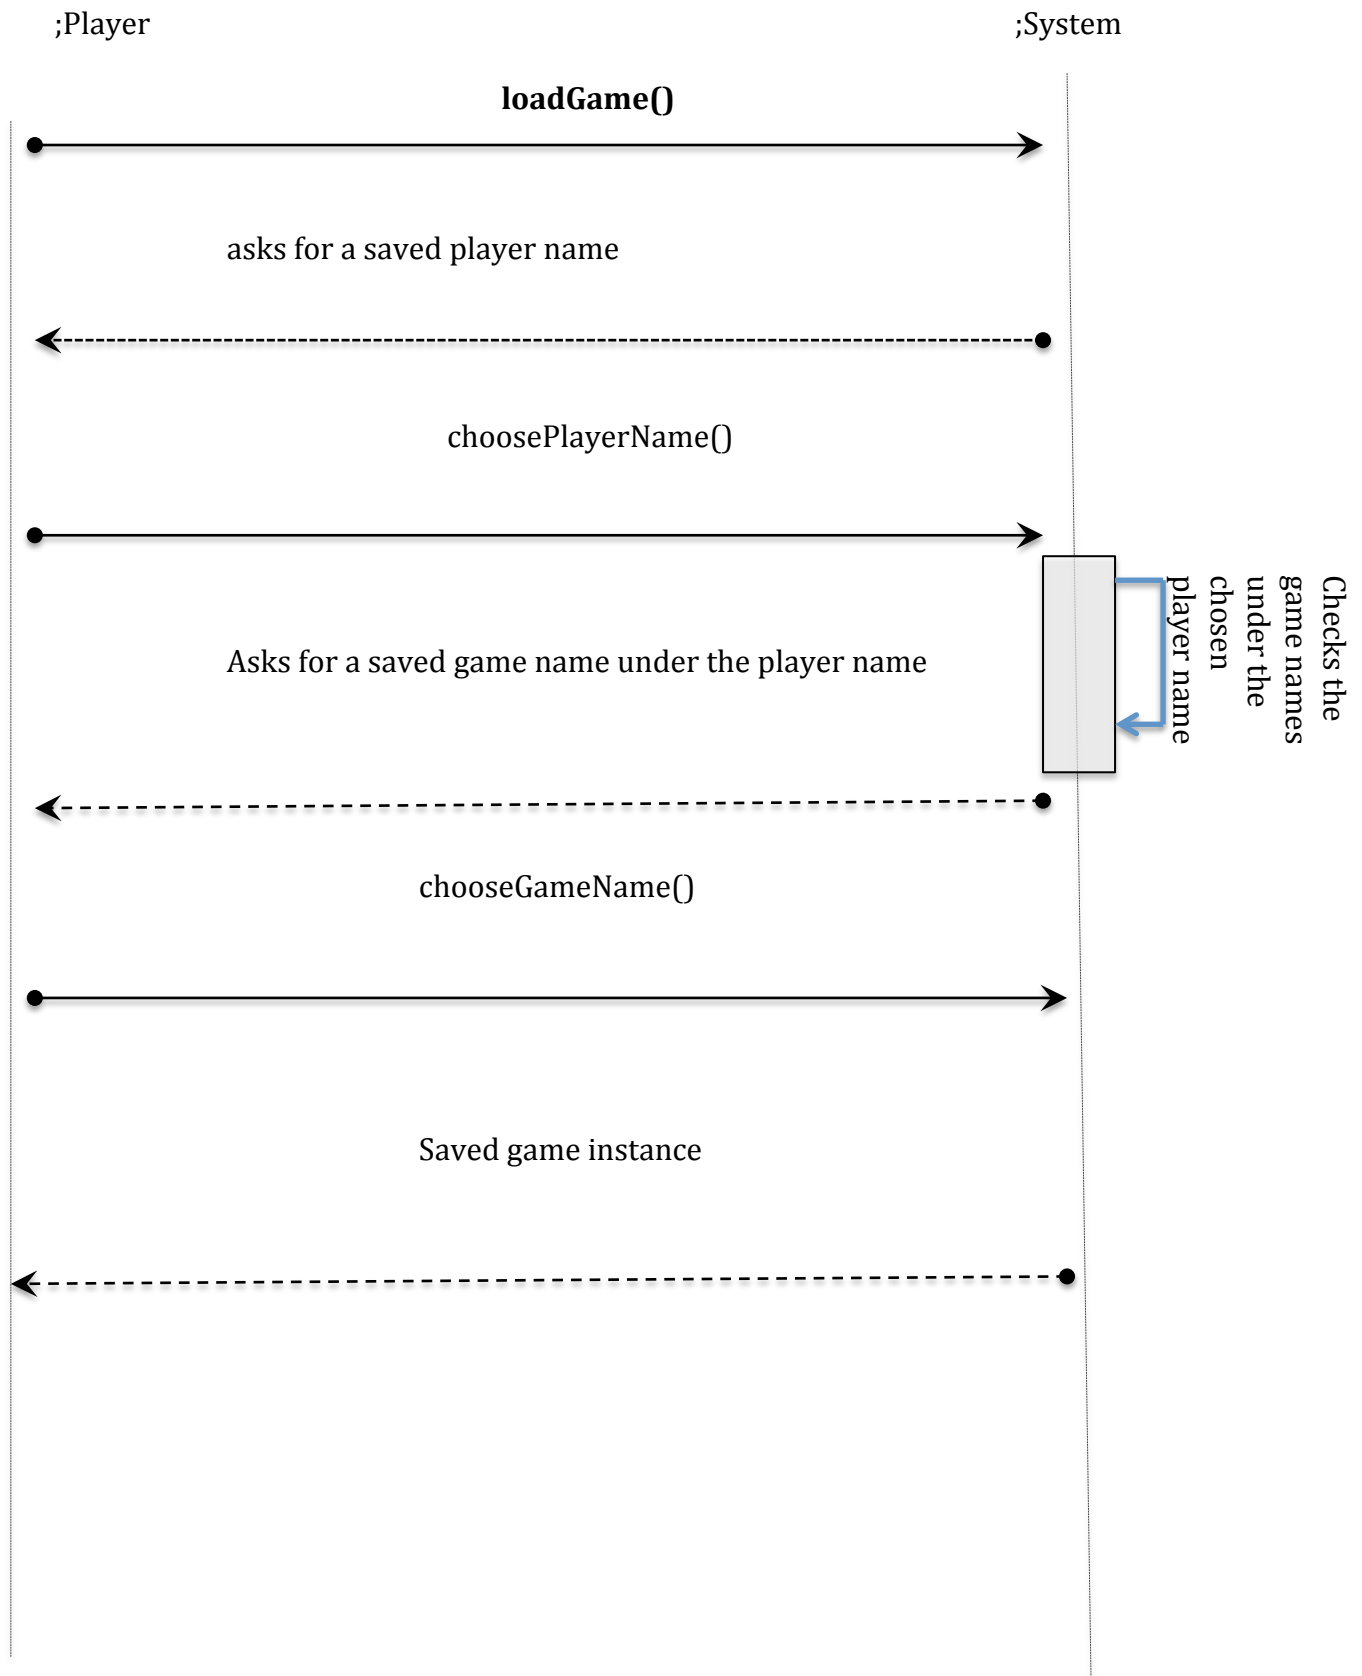 ;Player
;System
loadGame()
asks for a saved player name
choosePlayerName()
Checks the
game names
under the
chosen
player name
Asks for a saved game name under the player name
chooseGameName()
Saved game instance